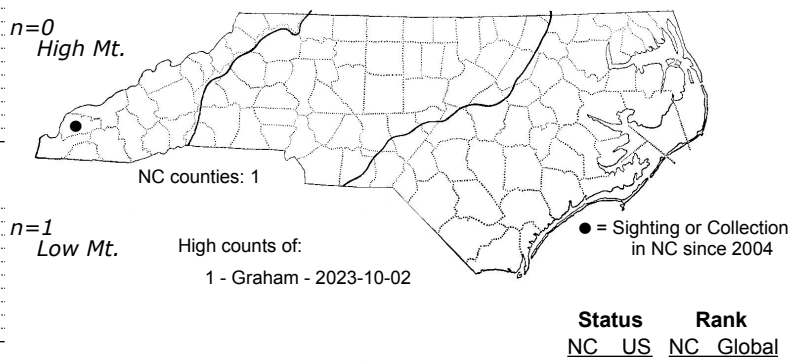 n=0
High Mt.
NC counties: 1
n=1
Low Mt.
High counts of:
1 - Graham - 2023-10-02
● = Sighting or Collection
in NC since 2004
Status Rank
NC US NC Global